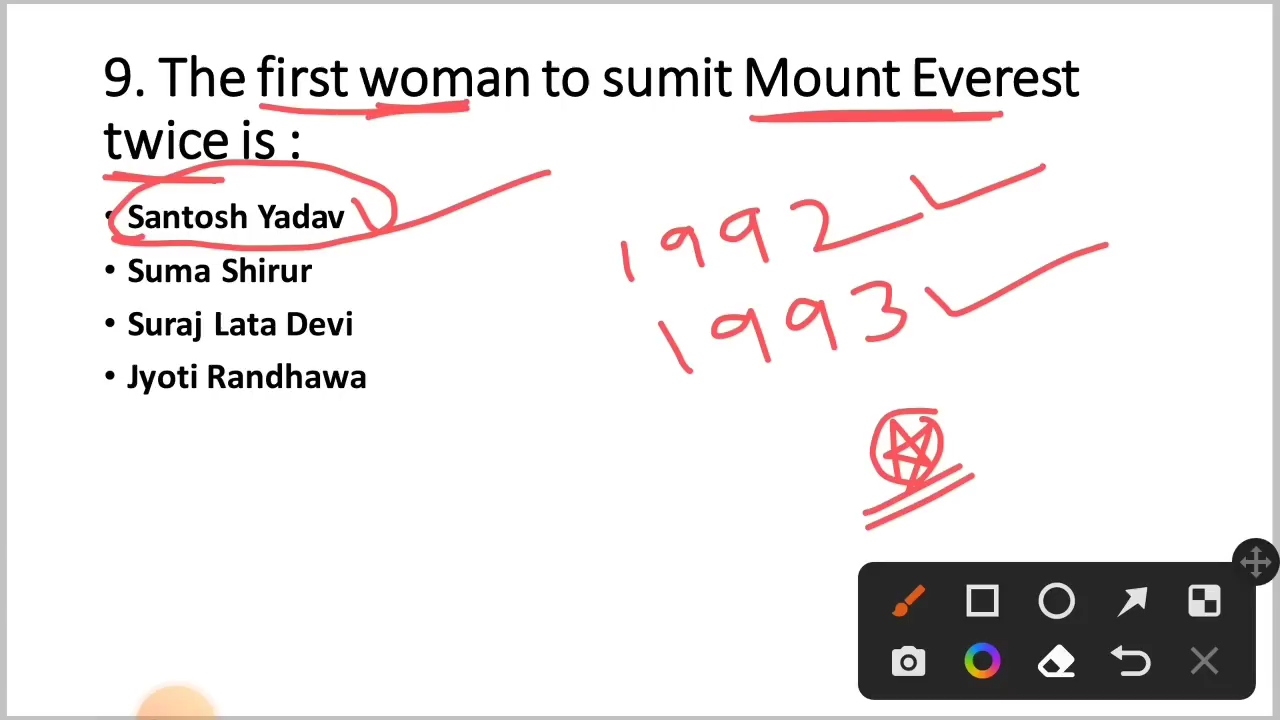 9. The first woman to sumit Mount Everest
twice is :
• Santosh Yadav
• Suma Shirur
• Suraj Lata Devi
• Jyoti Randhawa
1992
1993